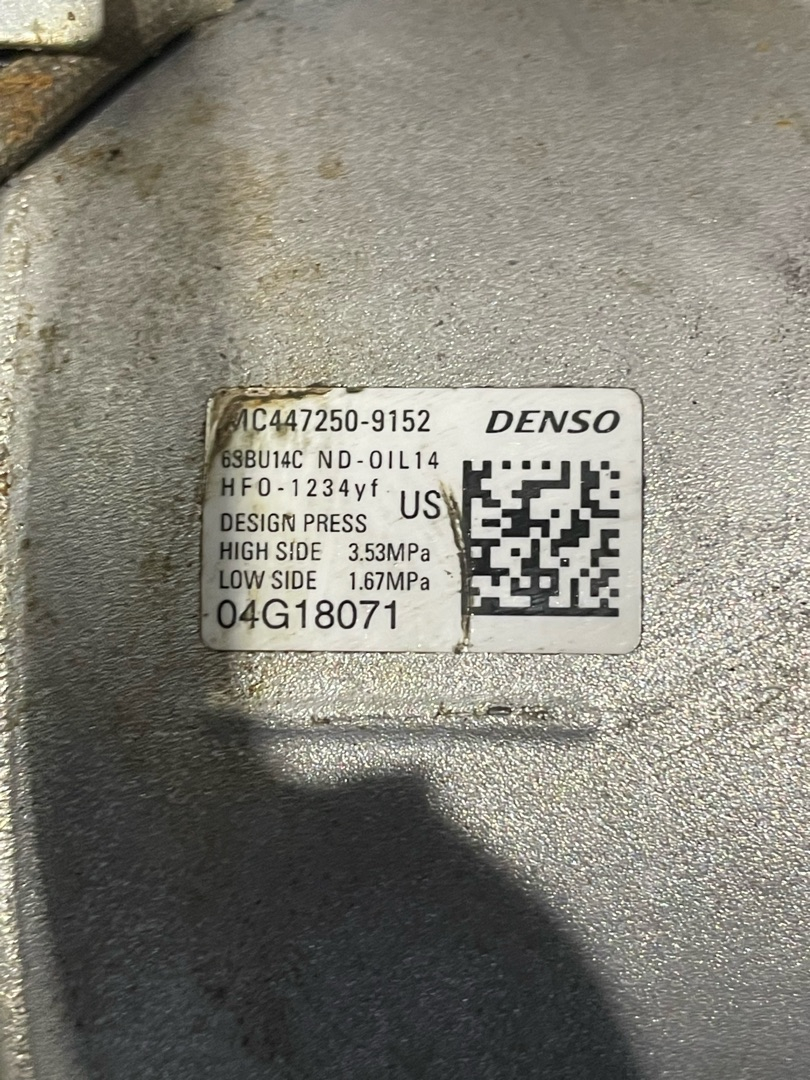 MC447250-9152 DENSO
6SBU14C ND-OIL14
HFO-1234yf US
DESIGN PRESS
HIGH SIDE 3.53MPa
LOW SIDE 1.67MPa
04G18071